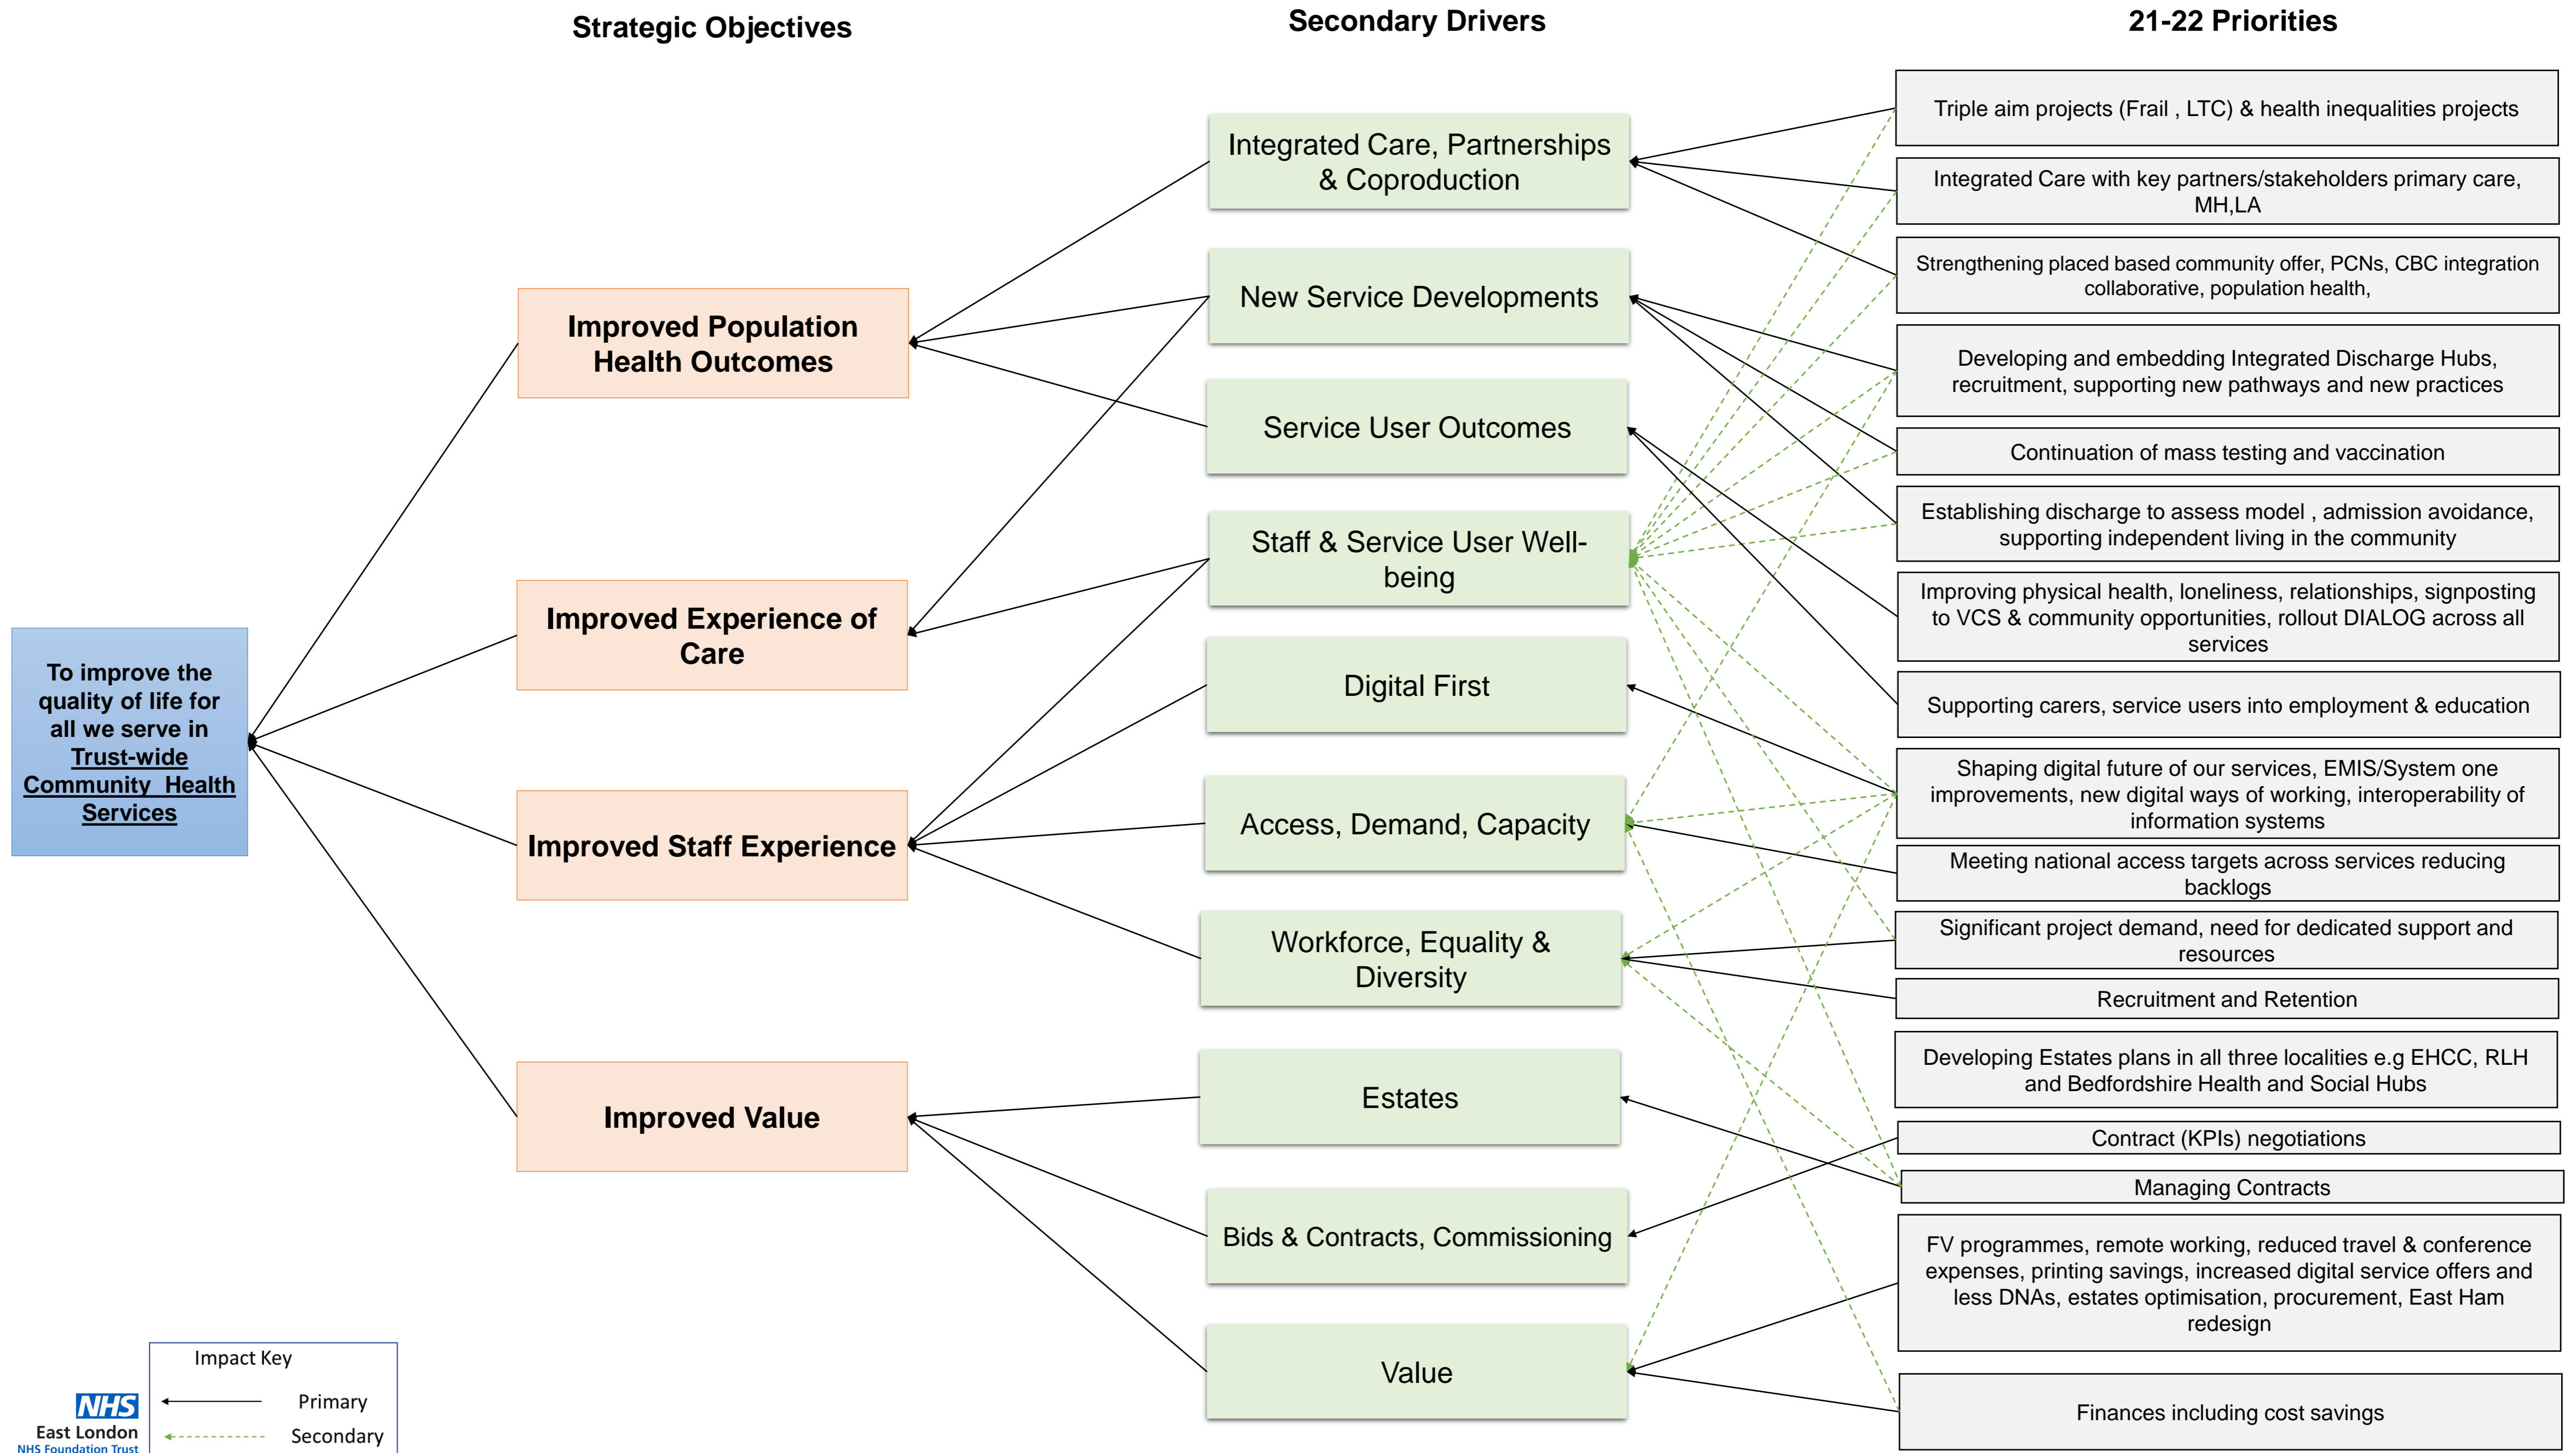 Strategic Objectives
Secondary Drivers
21-22 Priorities
To improve the
quality of life for
all we serve in
Trust-wide
Community Health
Services
Improved Population
Health Outcomes
Improved Experience of
Care
Improved Staff Experience
Improved Value
Integrated Care, Partnerships
& Coproduction
New Service Developments
Service User Outcomes
Staff & Service User Well-
being
Digital First
Access, Demand, Capacity
Workforce, Equality &
Diversity
Estates
Bids & Contracts, Commissioning
Value
Triple aim projects (Frail , LTC) & health inequalities projects
Integrated Care with key partners/stakeholders primary care,
MH,LA
Strengthening placed based community offer, PCNs, CBC integration
collaborative, population health,
Developing and embedding Integrated Discharge Hubs,
recruitment, supporting new pathways and new practices
Continuation of mass testing and vaccination
Establishing discharge to assess model , admission avoidance,
supporting independent living in the community
Improving physical health, loneliness, relationships, signposting
to VCS & community opportunities, rollout DIALOG across all
services
Supporting carers, service users into employment & education
Shaping digital future of our services, EMIS/System one
improvements, new digital ways of working, interoperability of
information systems
Meeting national access targets across services reducing
backlogs
Significant project demand, need for dedicated support and
resources
Recruitment and Retention
Developing Estates plans in all three localities e.g EHCC, RLH
and Bedfordshire Health and Social Hubs
Contract (KPIs) negotiations
Managing Contracts
FV programmes, remote working, reduced travel & conference
expenses, printing savings, increased digital service offers and
less DNAs, estates optimisation, procurement, East Ham
redesign
Finances including cost savings
Impact Key
Primary
Secondary
NHS
East London
NHS Foundation Trust